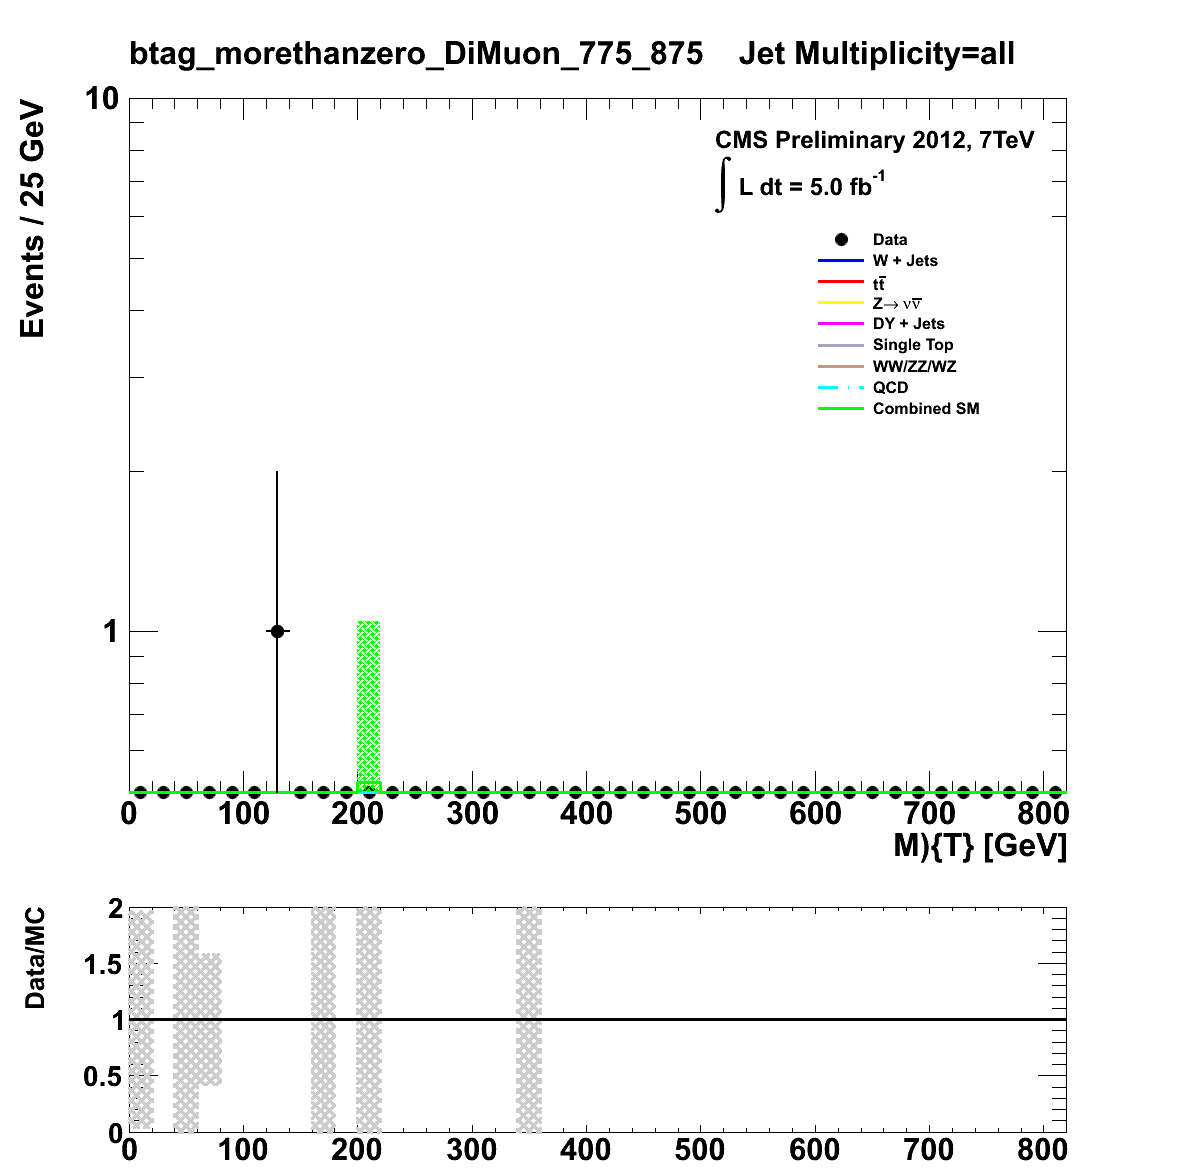 btag_morethanzero_DiMuon_775_875    Jet Multiplicity=all
Events / 25 GeV
10
1
CMS Preliminary 2012, 7TeV
∫ L dt = 5.0 fb⁻¹
Data
W + Jets
tt̅
Z→ νν̅
DY + Jets
Single Top
WW/ZZ/WZ
QCD
Combined SM
0 100 200 300 400 500 600 700 800
M){T} [GeV]
Data/MC
2
1.5
1
0.5
0
0 100 200 300 400 500 600 700 800